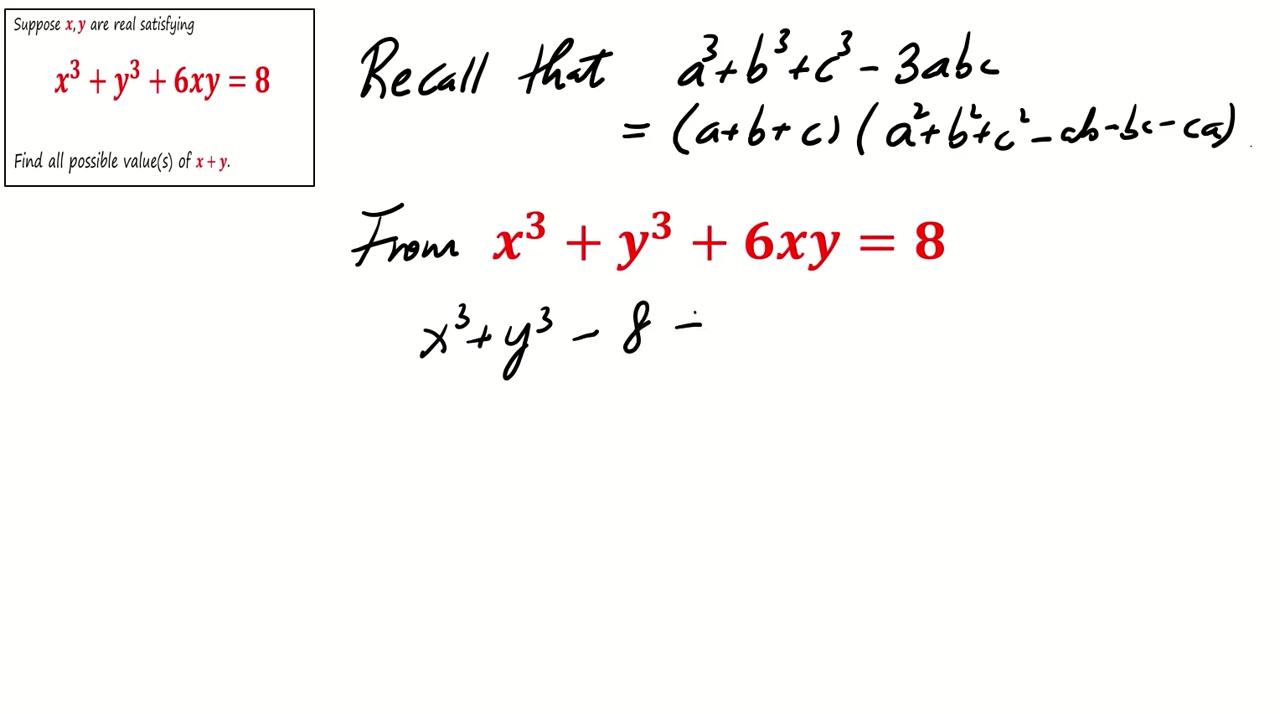 Suppose x, y are real satisfying
x³ + y³ + 6xy = 8
Find all possible value(s) of x + y.
Recall that a³+b³+c³ - 3abc
= (a+b+c) (a²+b²+c² - ab - bc - ca) .
From x³ + y³ + 6xy = 8
x³ + y³ - 8 -